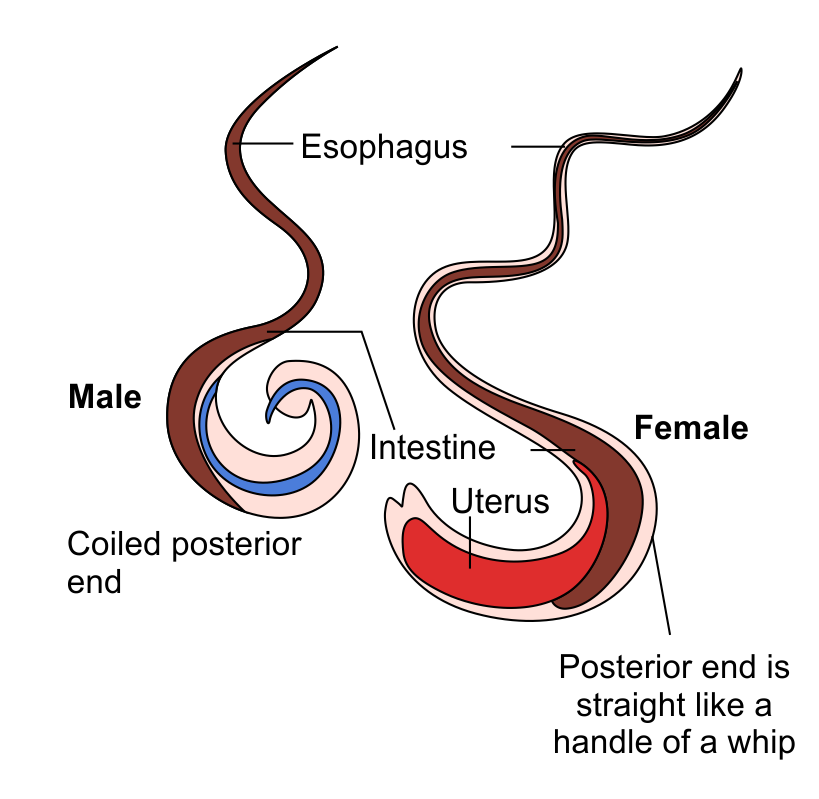 Esophagus
Male
Female
Intestine
Uterus
Coiled posterior
end
Posterior end is
straight like a
handle of a whip